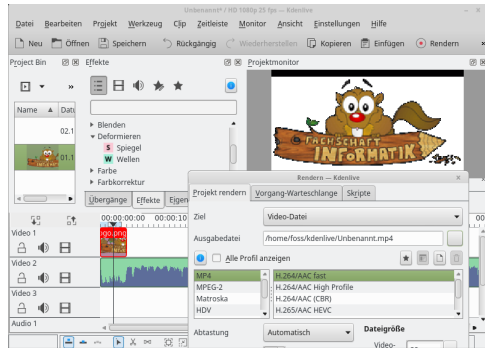 Unbenannt* / HD 1080p 25 fps — Kdenlive
Datei Bearbeiten Projekt Werkzeug Clip Zeitleiste Monitor Ansicht Einstellungen Hilfe
Neu Öffnen Speichern Rückgängig Wiederherstellen Kopieren Einfügen Rendern
Project Bin Effekte Projektmonitor
Name Date
02.1
01.1
Blenden
Deformieren
S Spiegel
W Wellen
Farbe
Farbkorrektur
Übergänge Effekte Eigen
FACHSCHAFT
INFORMATIK
Rendern — Kdenlive
Projekt rendern Vorgang-Warteschlange Skripte
Ziel Video-Datei
Ausgabedatei /home/foss/kdenlive/Unbenannt.mp4
Alle Profil anzeigen
MP4 H.264/AAC fast
MPEG-2 H.264/AAC High Profile
Matroska H.264/AAC (CBR)
HDV H.265/AAC HEVC
Abtastung Automatisch Dateigröße
Video-
00:00:00:00 00:00:10
00
Video 1
ogo.png
Video 2
Video 3
Audio 1